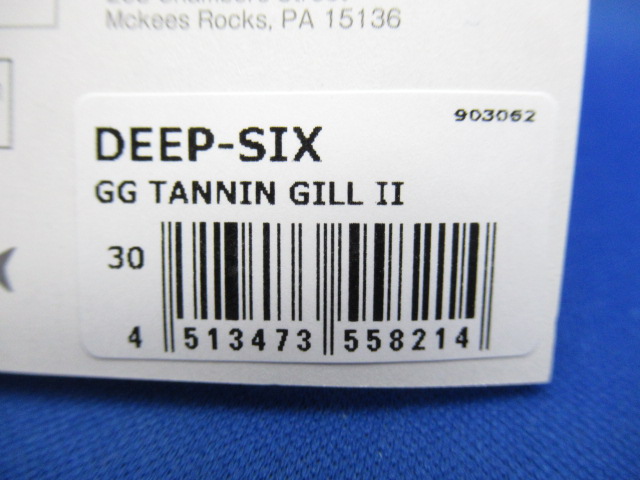 Mckees Rocks, PA 15136
903062
DEEP-SIX
GG TANNIN GILL II
30
4 513473 558214